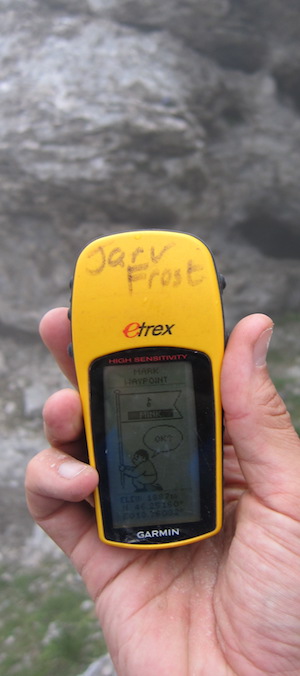 Jarv
Frost
etrex
HIGH SENSITIVITY
MARK
WAYPOINT
OK?
GARMIN